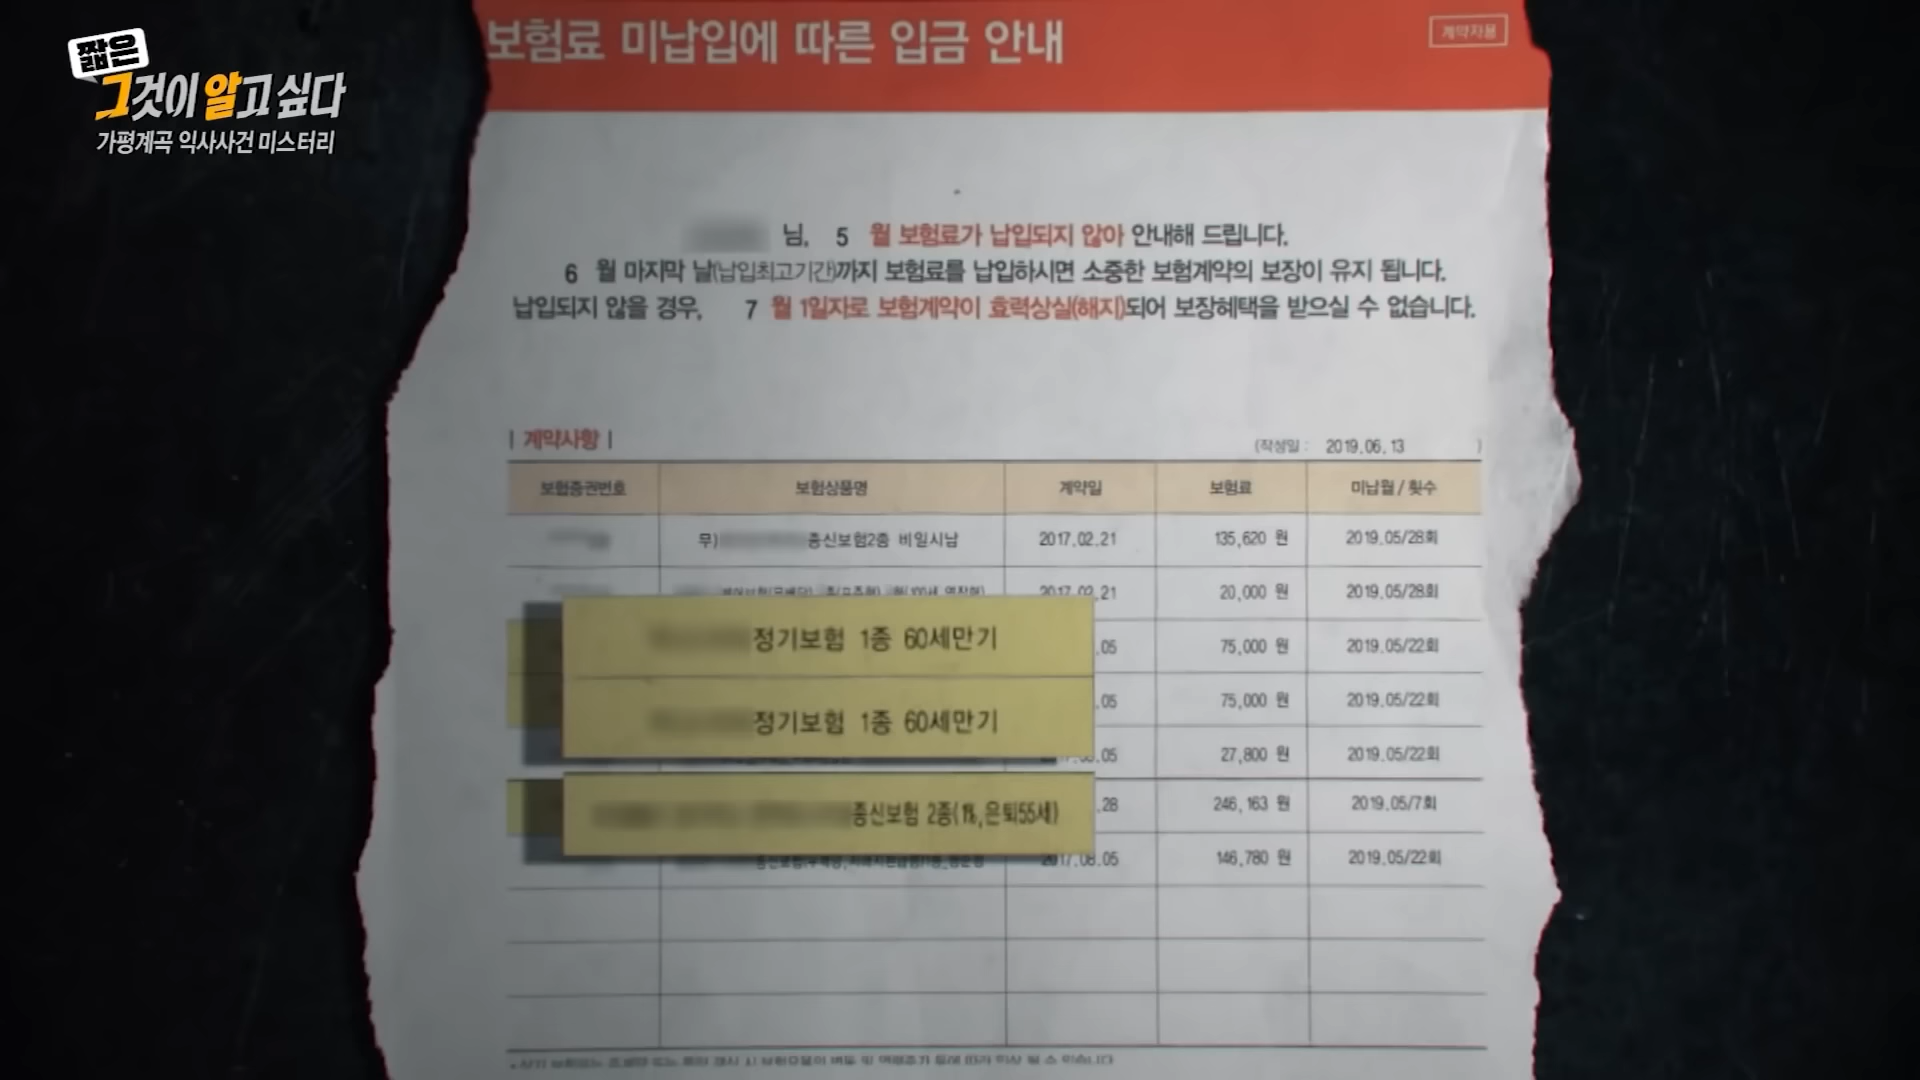 짧은
그것이 알고 싶다
가평계곡 익사사건 미스터리
보험료 미납입에 따른 입금 안내
계약자용
님, 5 월 보험료가 납입되지 않아 안내해 드립니다.
6 월 마지막 날(납입최고기간)까지 보험료를 납입하시면 소중한 보험계약의 보장이 유지 됩니다.
납입되지 않을 경우, 7 월 1일자로 보험계약이 효력상실(해지)되어 보장혜택을 받으실 수 없습니다.
| 계약사항 |
(작성일 : 2019.06.13 )
보험증권번호 보험상품명 계약일 보험료 미납월 / 횟수
무) 종신보험2종 비일시납 2017.02.21 135,620 원 2019.05/28회
2017.02.21 20,000 원 2019.05/28회
정기보험 1종 60세만기 .05 75,000 원 2019.05/22회
정기보험 1종 60세만기 .05 75,000 원 2019.05/22회
.05 27,800 원 2019.05/22회
종신보험 2종(1%,은퇴55세) .28 246,163 원 2019.05/7회
2017.08.05 146,780 원 2019.05/22회